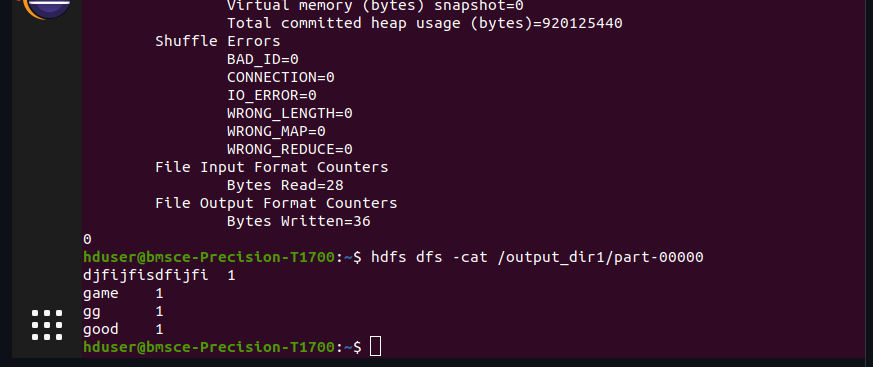 Virtual memory (bytes) snapshot=0
Total committed heap usage (bytes)=920125440
Shuffle Errors
BAD_ID=0
CONNECTION=0
IO_ERROR=0
WRONG_LENGTH=0
WRONG_MAP=0
WRONG_REDUCE=0
File Input Format Counters
Bytes Read=28
File Output Format Counters
Bytes Written=36
0
hduser@bmsce-Precision-T1700:~$ hdfs dfs -cat /output_dir1/part-00000
djfijfisdfijfi 1
game 1
gg 1
good 1
hduser@bmsce-Precision-T1700:~$